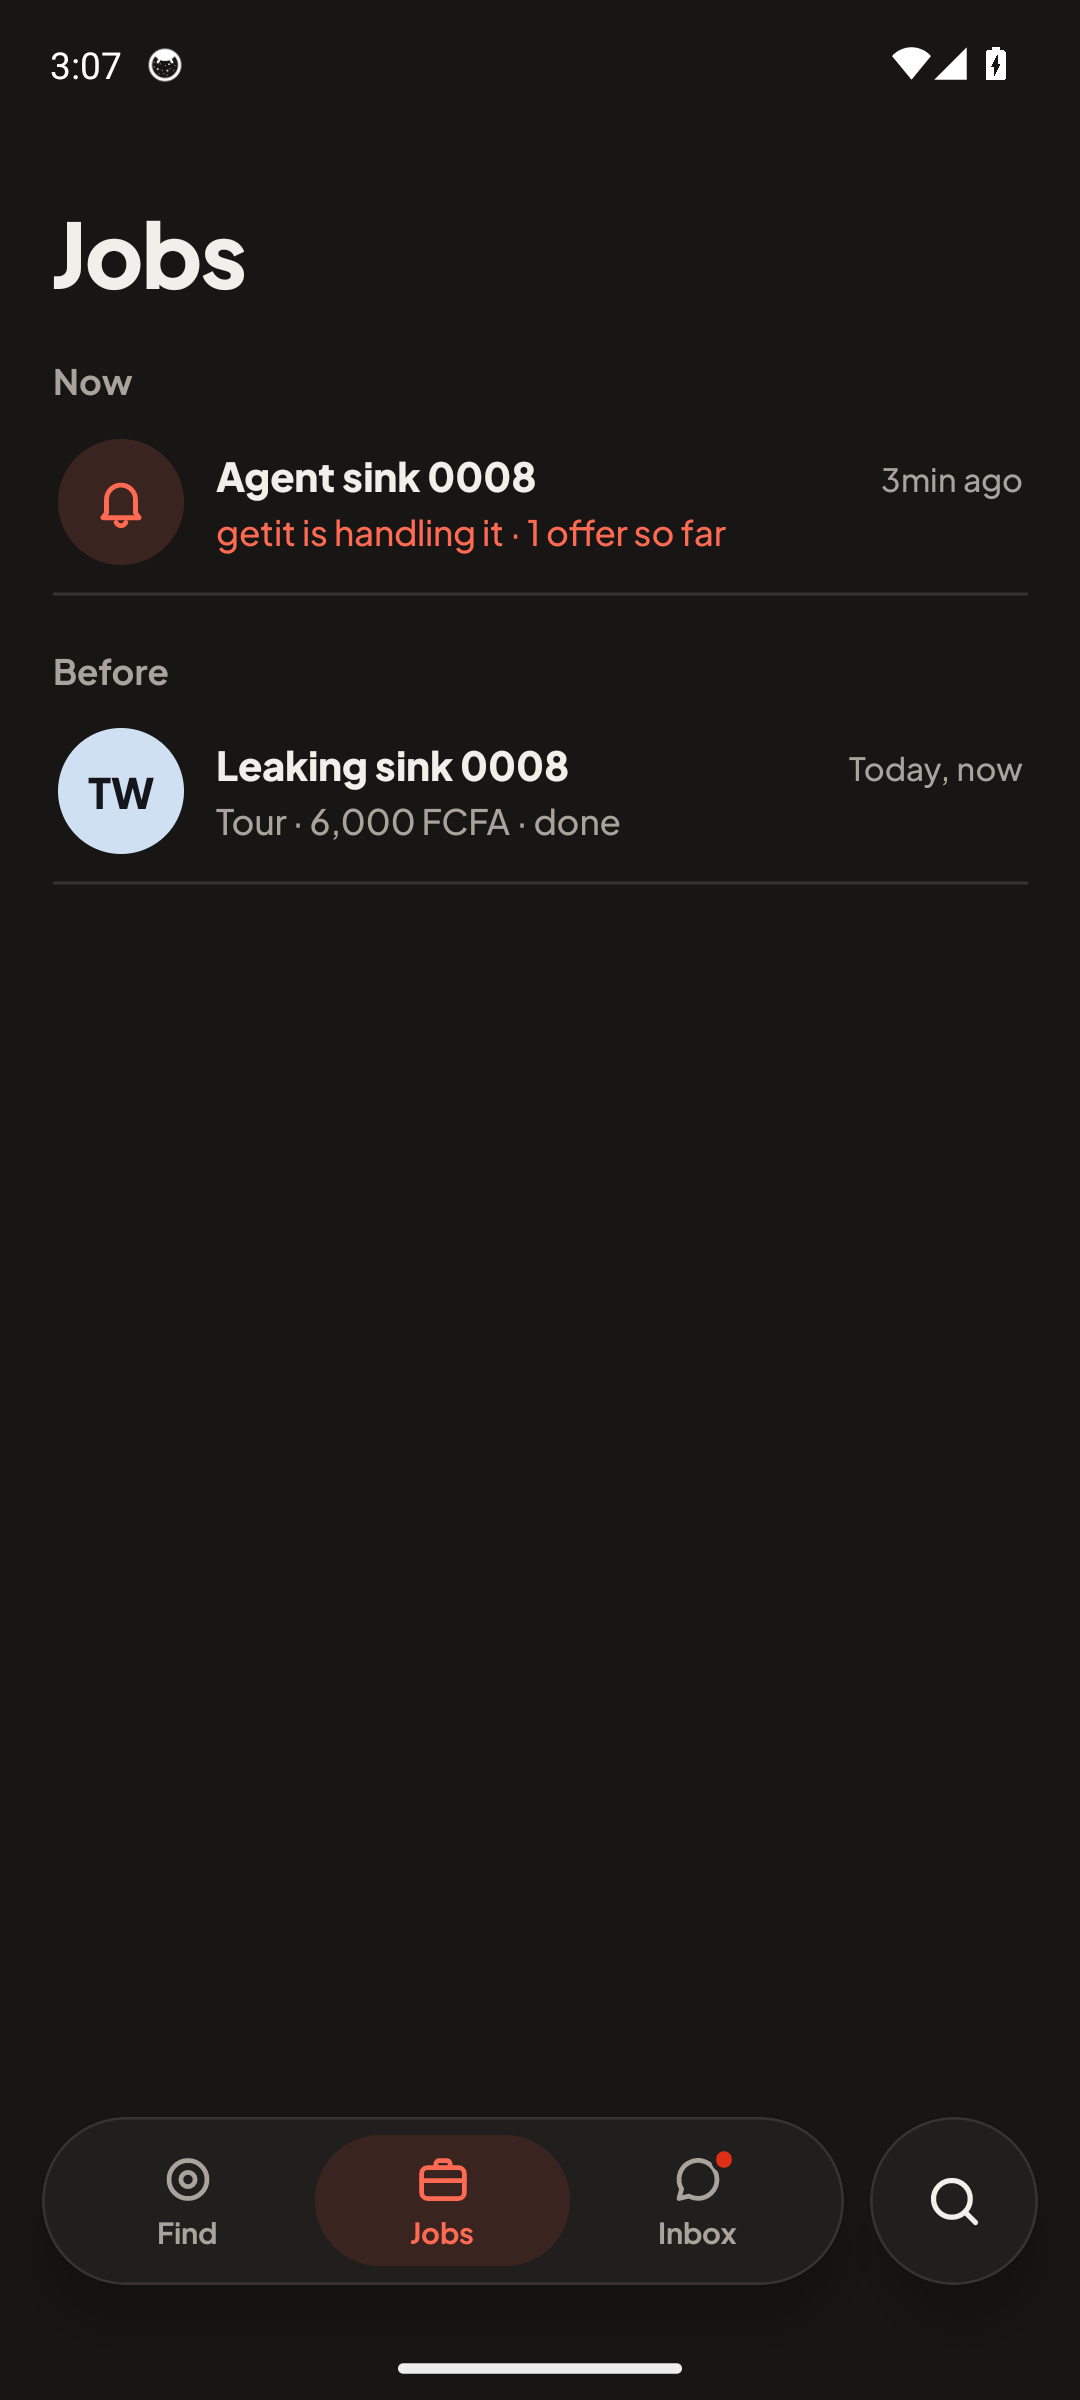 3:07
Jobs
Now
Agent sink 0008
3min ago
getit is handling it · 1 offer so far
Before
TW
Leaking sink 0008
Today, now
Tour · 6,000 FCFA · done
Find
Jobs
Inbox